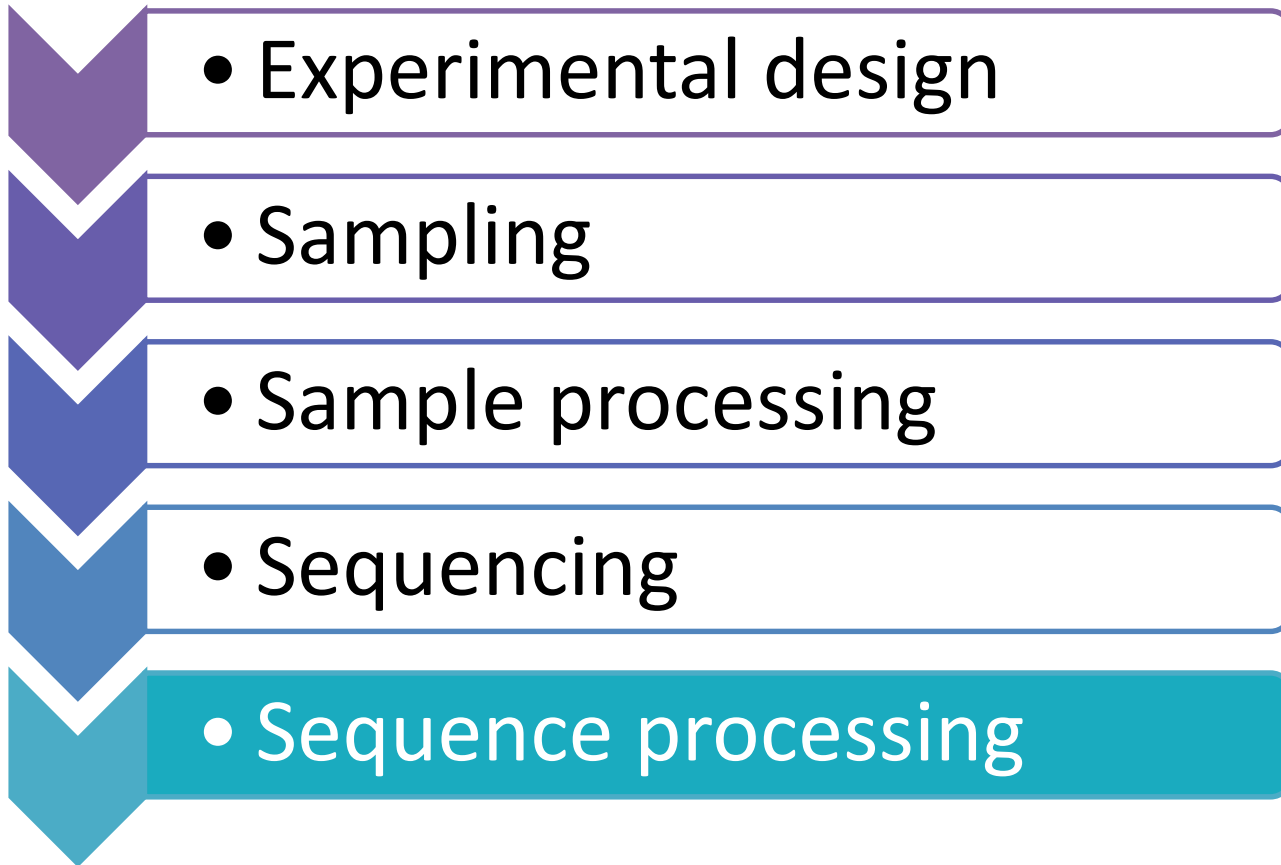 • Experimental design
• Sampling
• Sample processing
• Sequencing
• Sequence processing